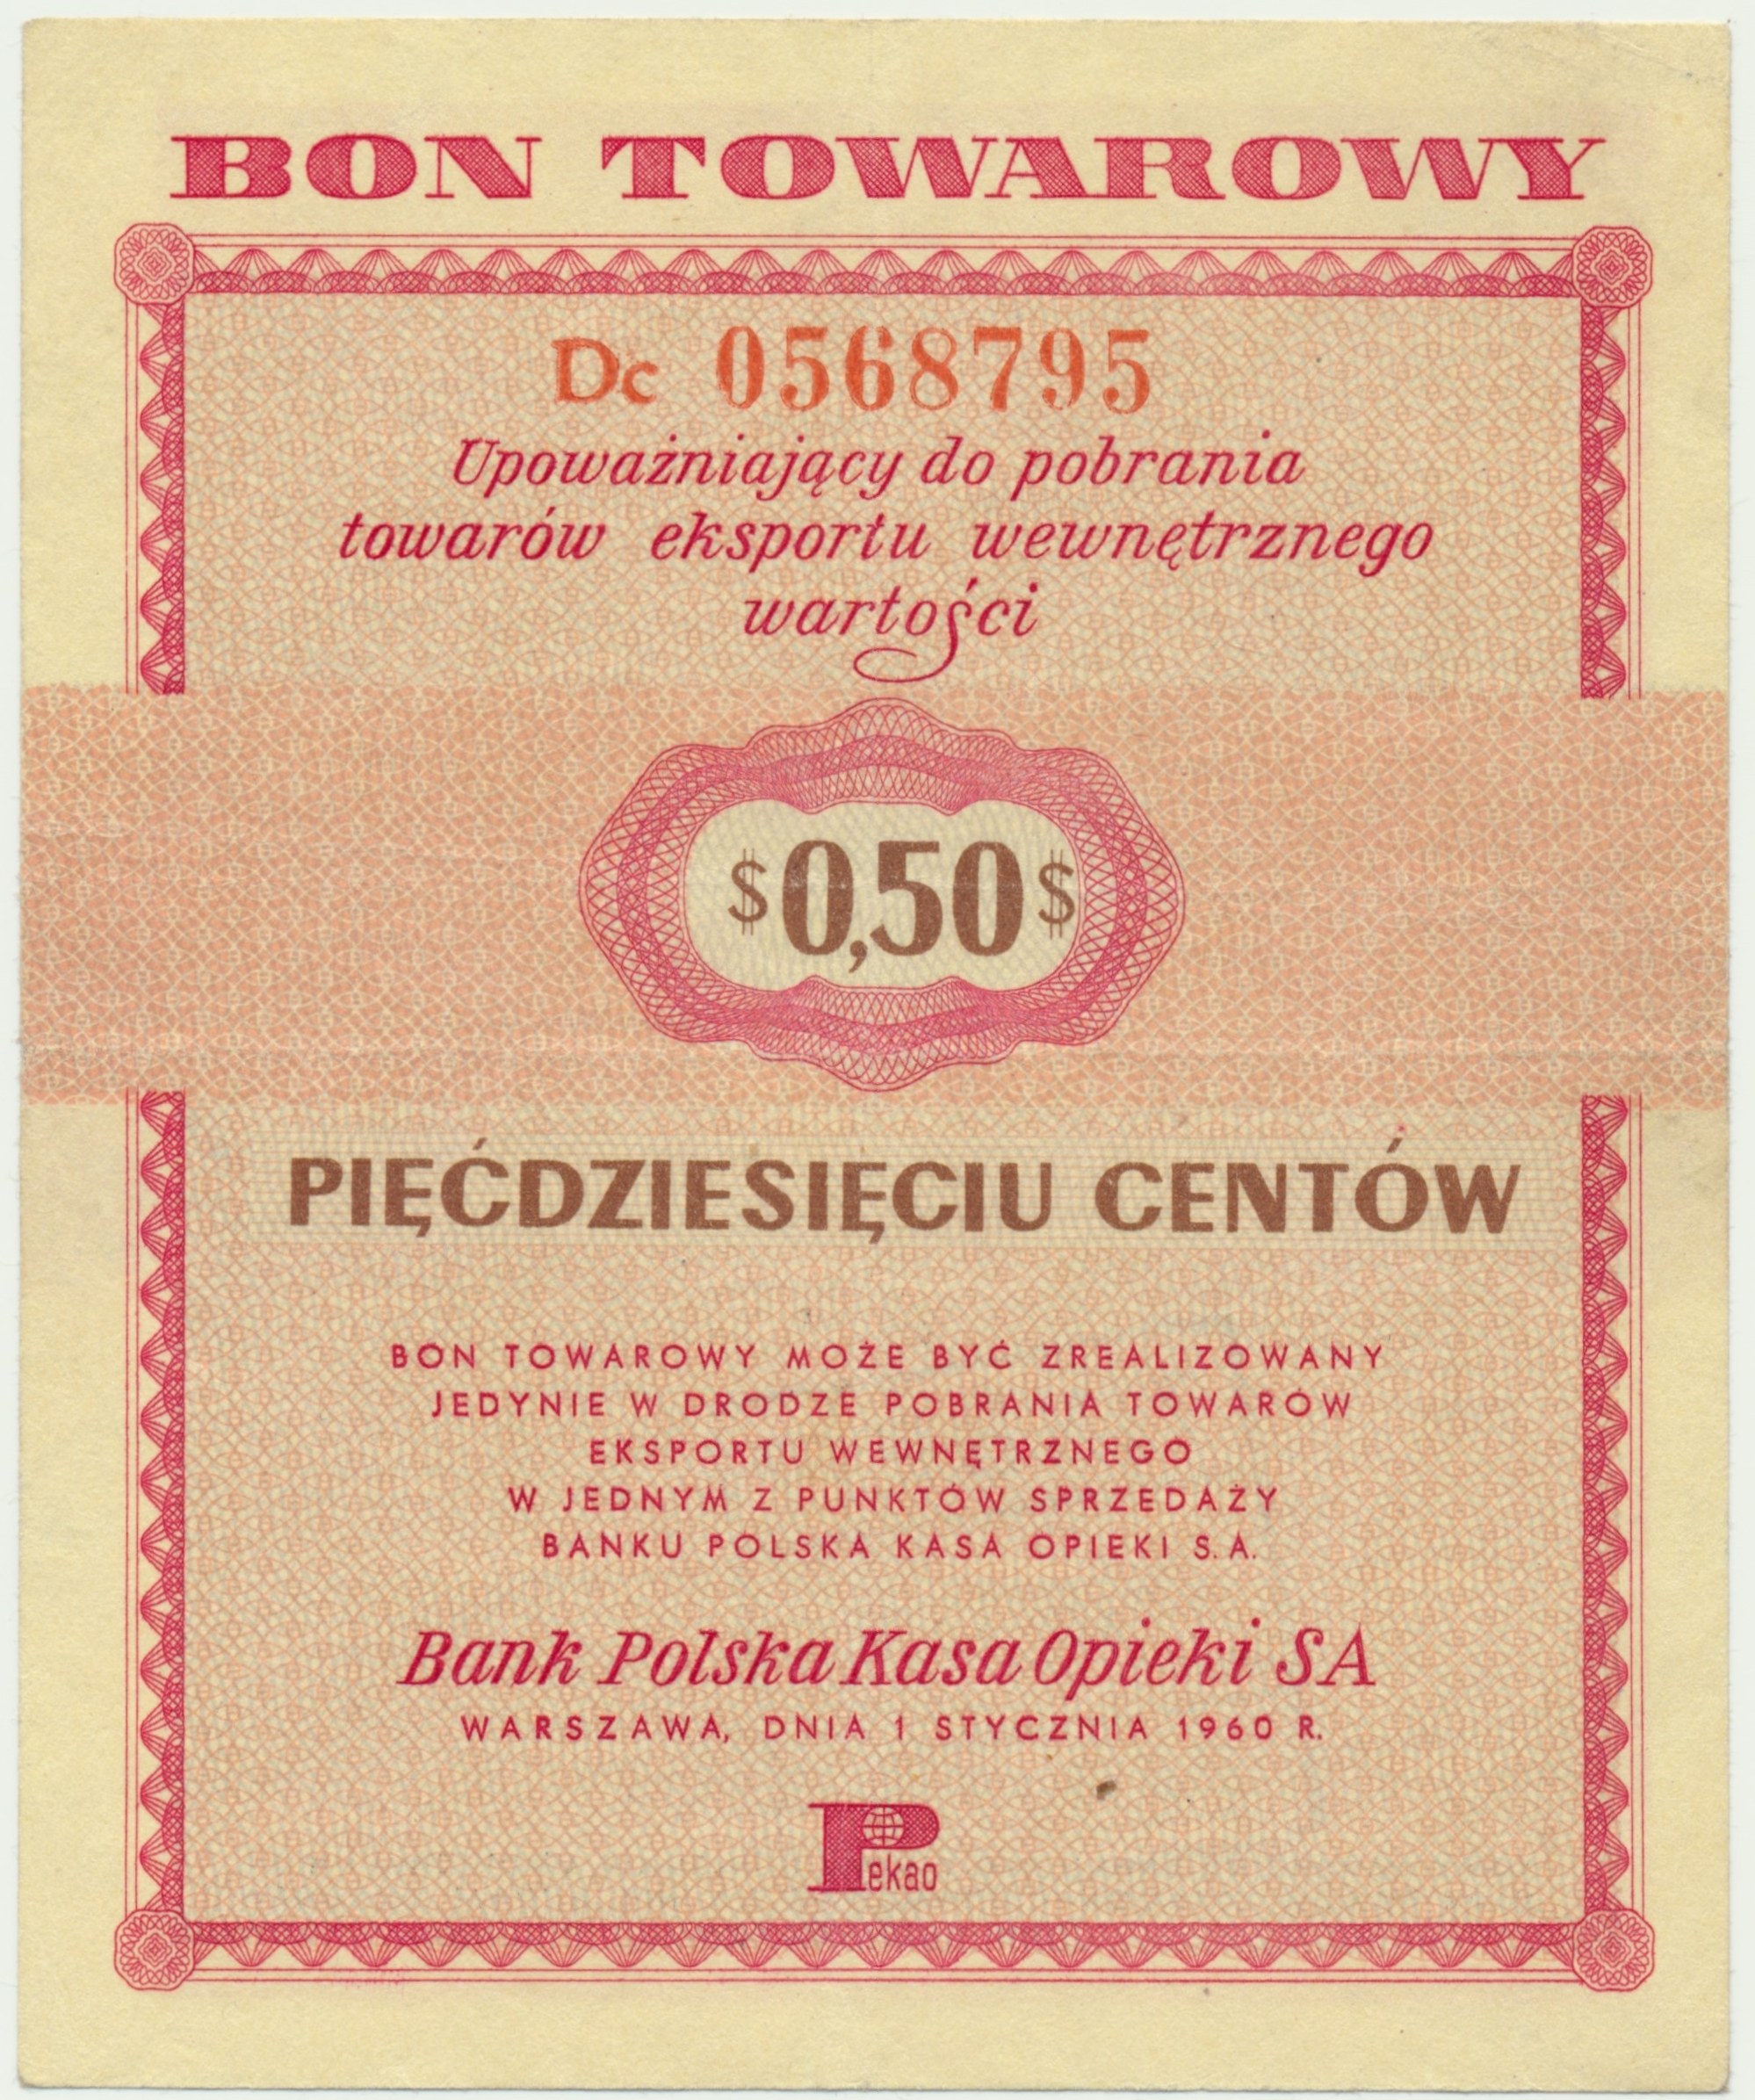 BON TOWAROWY
Dc 0568795
Upoważniający do pobrania
towarów eksportu wewnętrznego
wartości
$0,50$
PIĘĆDZIESIĘCIU CENTÓW
BON TOWAROWY MOŻE BYĆ ZREALIZOWANY
JEDYNIE W DRODZE POBRANIA TOWARÓW
EKSPORTU WEWNĘTRZNEGO
W JEDNYM Z PUNKTÓW SPRZEDAŻY
BANKU POLSKA KASA OPIEKI S.A.
Bank Polska Kasa Opieki SA
WARSZAWA, DNIA 1 STYCZNIA 1960 R.
Pekao